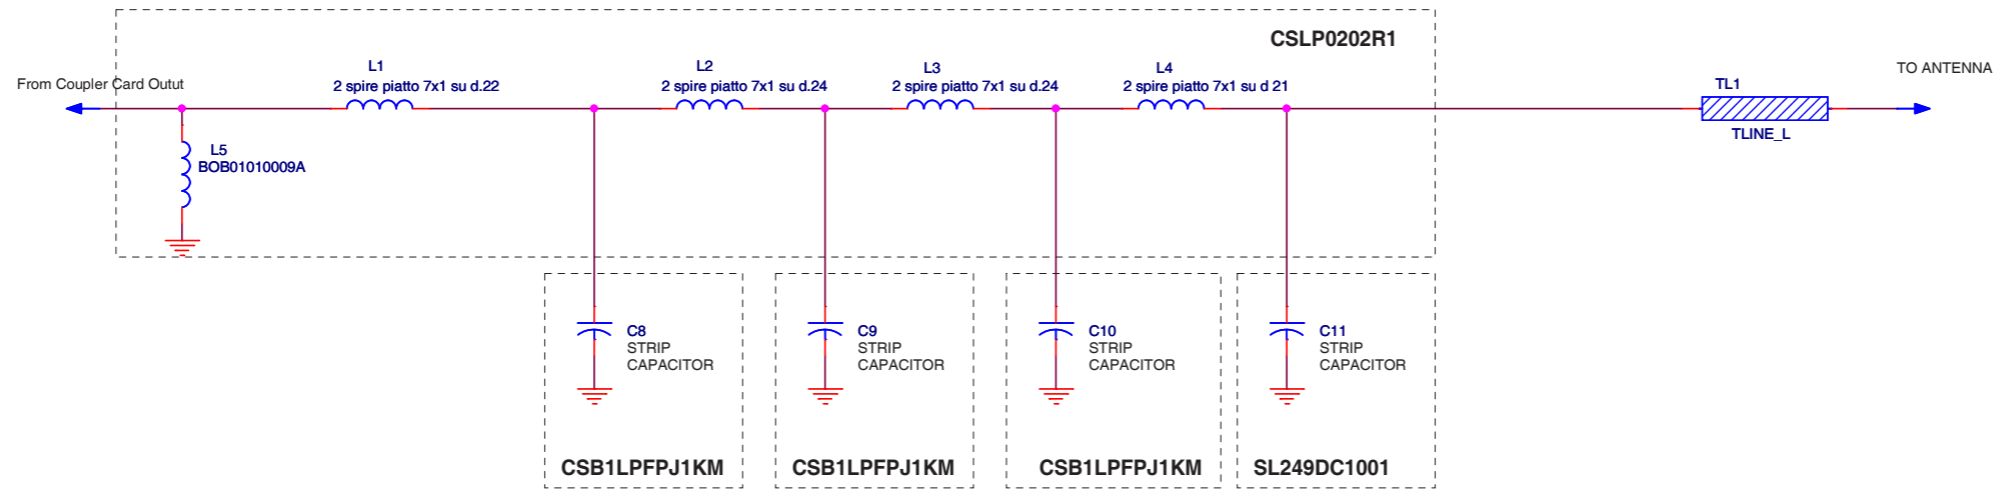 CSLP0202R1
L1
2 spire piatto 7x1 su d.22
L2
2 spire piatto 7x1 su d.24
L3
2 spire piatto 7x1 su d.24
L4
2 spire piatto 7x1 su d 21
From Coupler Card Outut
TL1
TLINE_L
TO ANTENNA
L5
BOB01010009A
C8
STRIP
CAPACITOR
C9
STRIP
CAPACITOR
C10
STRIP
CAPACITOR
C11
STRIP
CAPACITOR
CSB1LPFPJ1KM
CSB1LPFPJ1KM
CSB1LPFPJ1KM
SL249DC1001